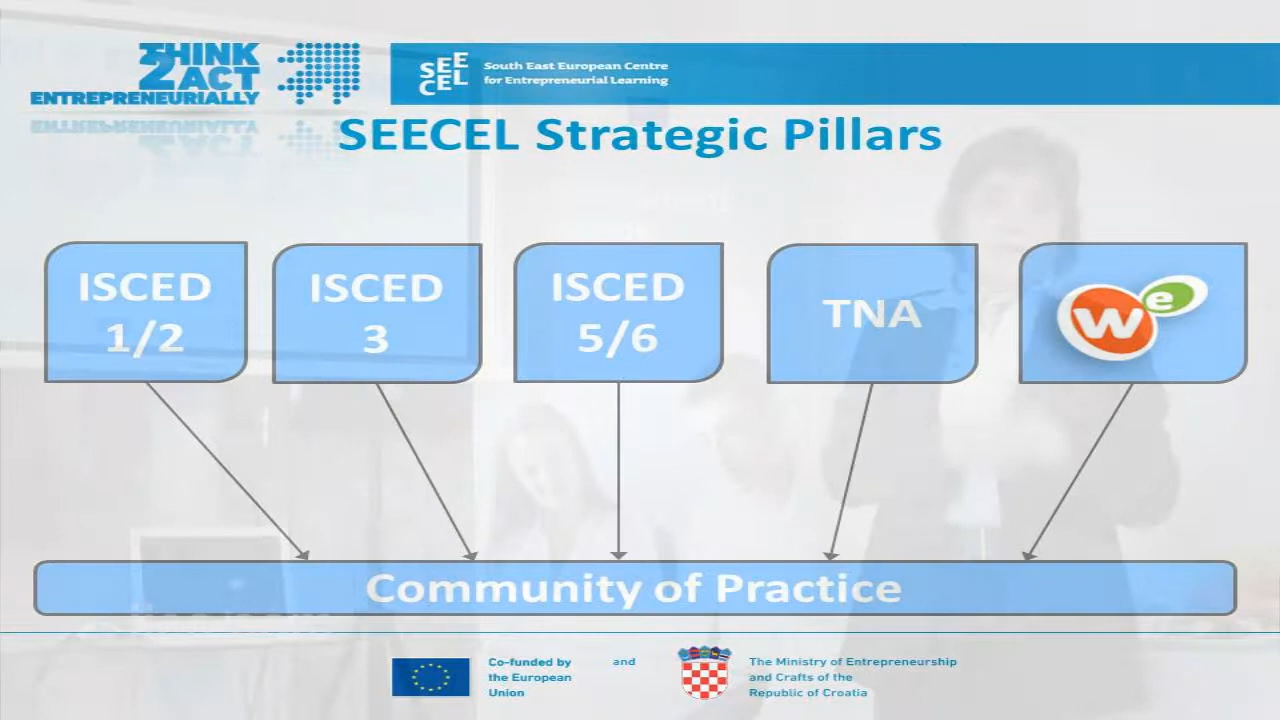 THINK
2ACT
ENTREPRENEURIALLY
SEE
CEL
South East European Centre
for Entrepreneurial Learning
SEECEL Strategic Pillars
ISCED
1/2
ISCED
3
ISCED
5/6
TNA
we
Community of Practice
Co-funded by
the European
Union
and
The Ministry of Entrepreneurship
and Crafts of the
Republic of Croatia